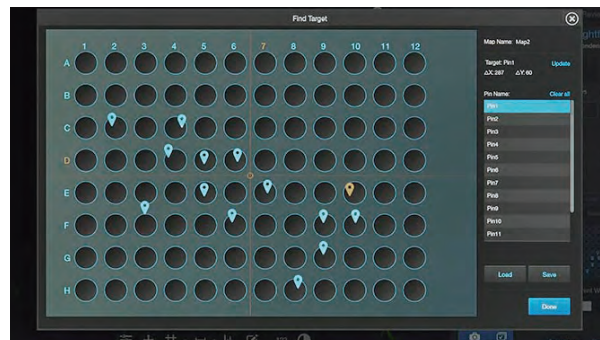 Find Target
1 2 3 4 5 6 7 8 9 10 11 12
A
B
C
D
E
F
G
H
Map Name: Map2
Target: Pin1
Update
ΔX:287 ΔY:60
Pin Name:
Clear all
Pin1
Pin2
Pin3
Pin4
Pin5
Pin6
Pin7
Pin8
Pin9
Pin10
Pin11
Load
Save
Done